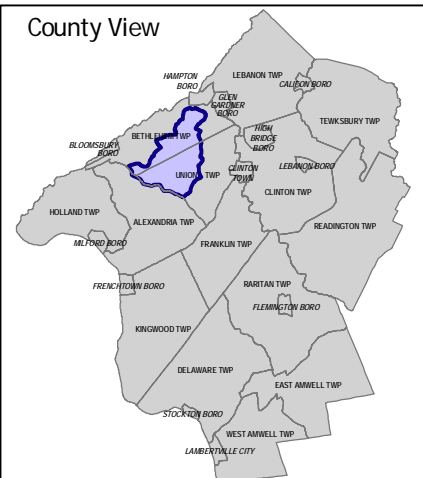 County View
HAMPTON
BORO
LEBANON TWP
CALIFON BORO
GLEN
GARDNER
BORO
TEWKSBURY TWP
BETHLEHEM TWP
HIGH
BRIDGE
BORO
BLOOMSBURY
BORO
LEBANON BORO
UNION TWP
CLINTON
TOWN
CLINTON TWP
HOLLAND TWP
ALEXANDRIA TWP
READINGTON TWP
MILFORD BORO
FRANKLIN TWP
RARITAN TWP
FRENCHTOWN BORO
FLEMINGTON BORO
KINGWOOD TWP
DELAWARE TWP
EAST AMWELL TWP
STOCKTON BORO
WEST AMWELL TWP
LAMBERTVILLE CITY